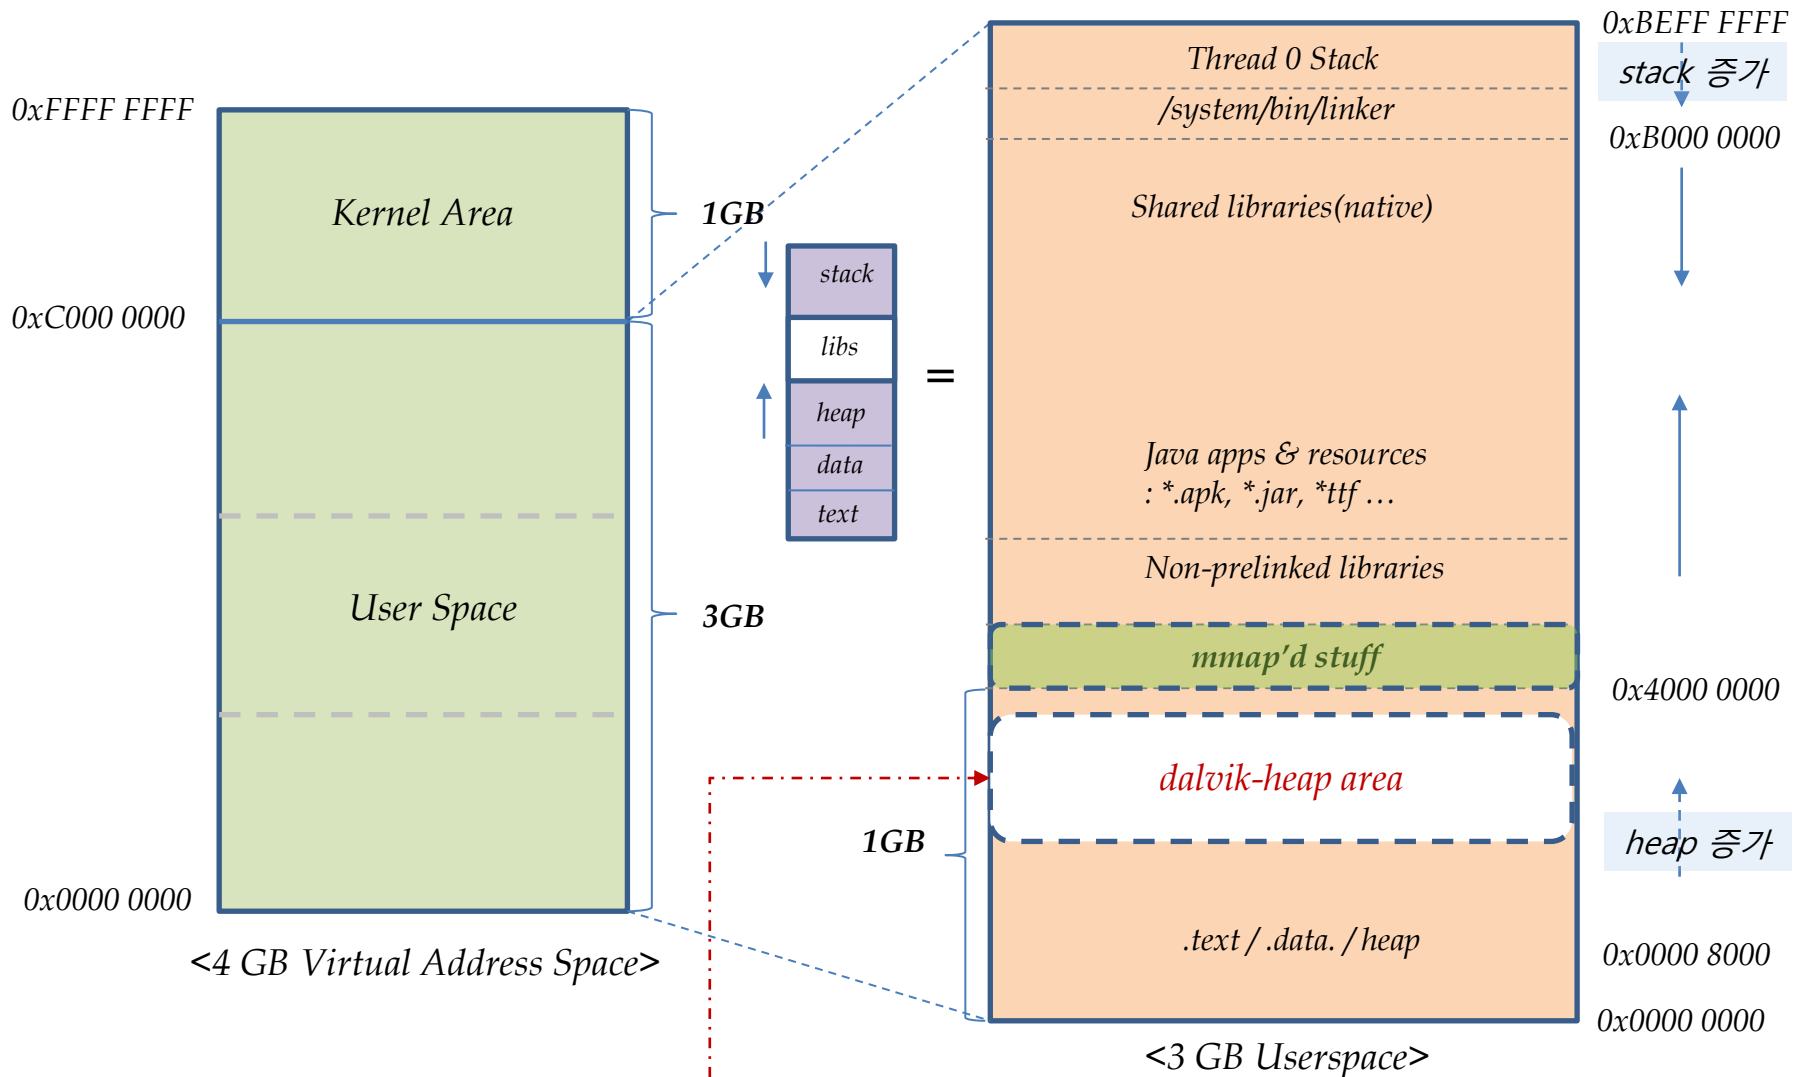 0xFFFF FFFF
Kernel Area
1GB
0xC000 0000
User Space
3GB
0x0000 0000
<4 GB Virtual Address Space>
stack
libs
heap
data
text
=
0xBEFF FFFF
Thread 0 Stack
stack 증가
/system/bin/linker
0xB000 0000
Shared libraries(native)
Java apps & resources
: *.apk, *.jar, *ttf …
Non-prelinked libraries
mmap’d stuff
0x4000 0000
dalvik-heap area
1GB
heap 증가
.text / .data. / heap
0x0000 8000
0x0000 0000
<3 GB Userspace>